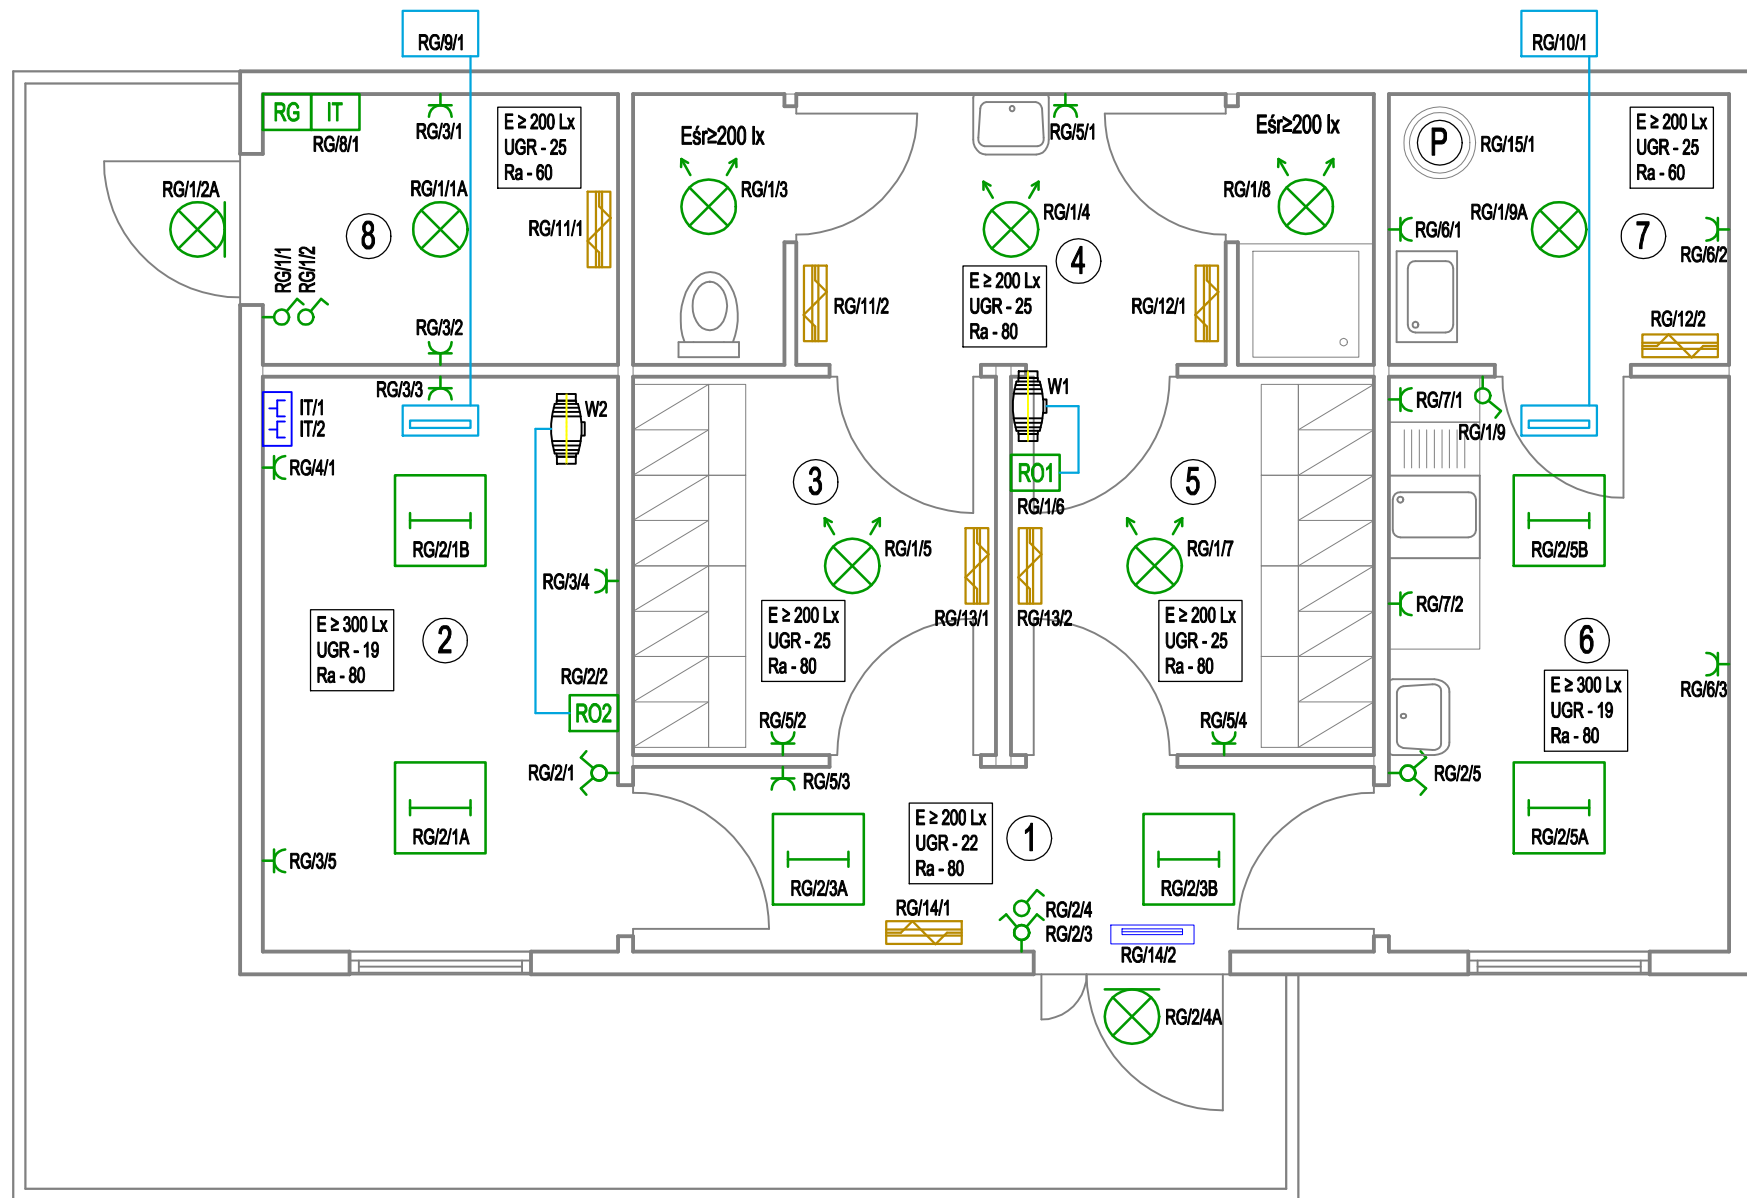 RG/9/1
RG/10/1
RG
IT
RG/8/1
RG/3/1
E ≥ 200 Lx
UGR - 25
Ra - 60
Eśr≥200 lx
RG/5/1
Eśr≥200 lx
P
RG/15/1
E ≥ 200 Lx
UGR - 25
Ra - 60
RG/1/2A
RG/1/1A
RG/1/3
RG/1/4
RG/1/8
RG/1/9A
RG/11/1
8
4
7
RG/6/1
RG/6/2
RG/1/1
RG/1/2
RG/11/2
E ≥ 200 Lx
UGR - 25
Ra - 80
RG/12/1
RG/12/2
RG/3/2
RG/3/3
IT/1
IT/2
W2
W1
RG/7/1
RG/1/9
RG/4/1
3
RO1
RG/1/6
5
RG/2/1B
RG/1/5
RG/1/7
RG/2/5B
RG/3/4
RG/13/1
RG/13/2
RG/7/2
E ≥ 300 Lx
UGR - 19
Ra - 80
2
E ≥ 200 Lx
UGR - 25
Ra - 80
E ≥ 200 Lx
UGR - 25
Ra - 80
6
RG/2/2
RO2
RG/6/3
E ≥ 300 Lx
UGR - 19
Ra - 80
RG/5/2
RG/5/4
RG/2/1
RG/5/3
RG/2/5
RG/2/1A
E ≥ 200 Lx
UGR - 22
Ra - 80
1
RG/2/5A
RG/3/5
RG/2/3A
RG/2/3B
RG/14/1
RG/2/4
RG/2/3
RG/14/2
RG/2/4A